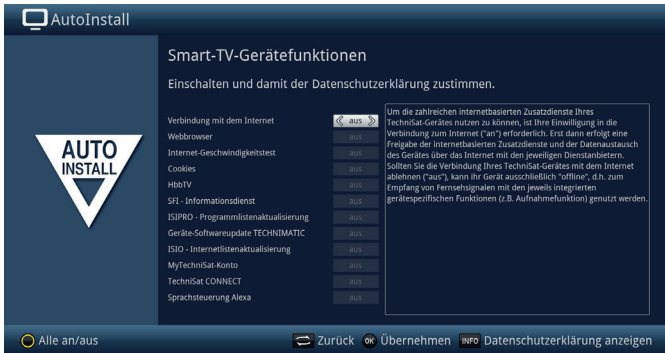 AutoInstall
Smart-TV-Gerätefunktionen
Einschalten und damit der Datenschutzerklärung zustimmen.
AUTO
INSTALL
Verbindung mit dem Internet aus
Webbrowser aus
Internet-Geschwindigkeitstest aus
Cookies aus
HbbTV aus
SFI - Informationsdienst aus
ISIPRO - Programmlistenaktualisierung aus
Geräte-Softwareupdate TECHNIMATIC aus
ISIO - Internetlistenaktualisierung aus
MyTechniSat-Konto aus
TechniSat CONNECT aus
Sprachsteuerung Alexa aus
Um die zahlreichen internetbasierten Zusatzdienste Ihres
TechniSat-Gerätes nutzen zu können, ist Ihre Einwilligung in die
Verbindung zum Internet ("an") erforderlich. Erst dann erfolgt eine
Freigabe der internetbasierten Zusatzdienste und der Datenaustausch
des Gerätes über das Internet mit den jeweiligen Dienstanbietern.
Sollten Sie die Verbindung Ihres TechniSat-Gerätes mit dem Internet
ablehnen ("aus"), kann ihr Gerät ausschließlich "offline", d.h. zum
Empfang von Fernsehsignalen mit den jeweils integrierten
gerätespezifischen Funktionen (z.B. Aufnahmefunktion) genutzt werden.
Alle an/aus
Zurück OK Übernehmen INFO Datenschutzerklärung anzeigen